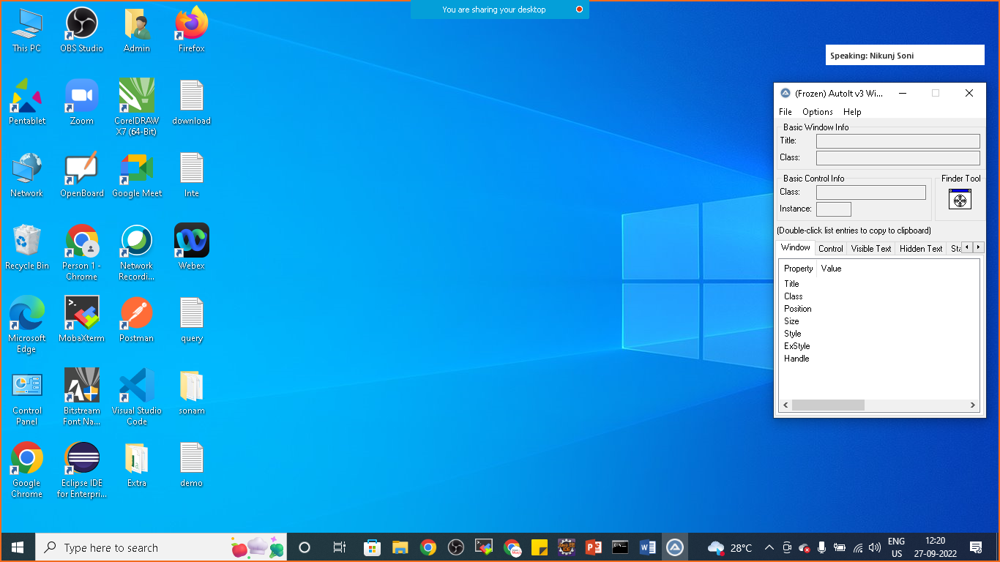 You are sharing your desktop
Speaking: Nikunj Soni
This PC
OBS Studio
Admin
Firefox
Pentablet
Zoom
CorelDRAW
X7 (64-Bit)
download
Network
OpenBoard
Google Meet
Inte
Recycle Bin
Person 1 -
Chrome
Network
Recordi...
Webex
Microsoft
Edge
MobaXterm
Postman
query
Control
Panel
Bitstream
Font Na...
Visual Studio
Code
sonam
Google
Chrome
Eclipse IDE
for Enterpri...
Extra
demo
(Frozen) AutoIt v3 Wi...
File Options Help
Basic Window Info
Title:
Class:
Basic Control Info
Finder Tool
Class:
Instance:
(Double-click list entries to copy to clipboard)
Window Control Visible Text Hidden Text Sta
Property Value
Title
Class
Position
Size
Style
ExStyle
Handle
Type here to search
28°C
ENG
US
12:20
27-09-2022